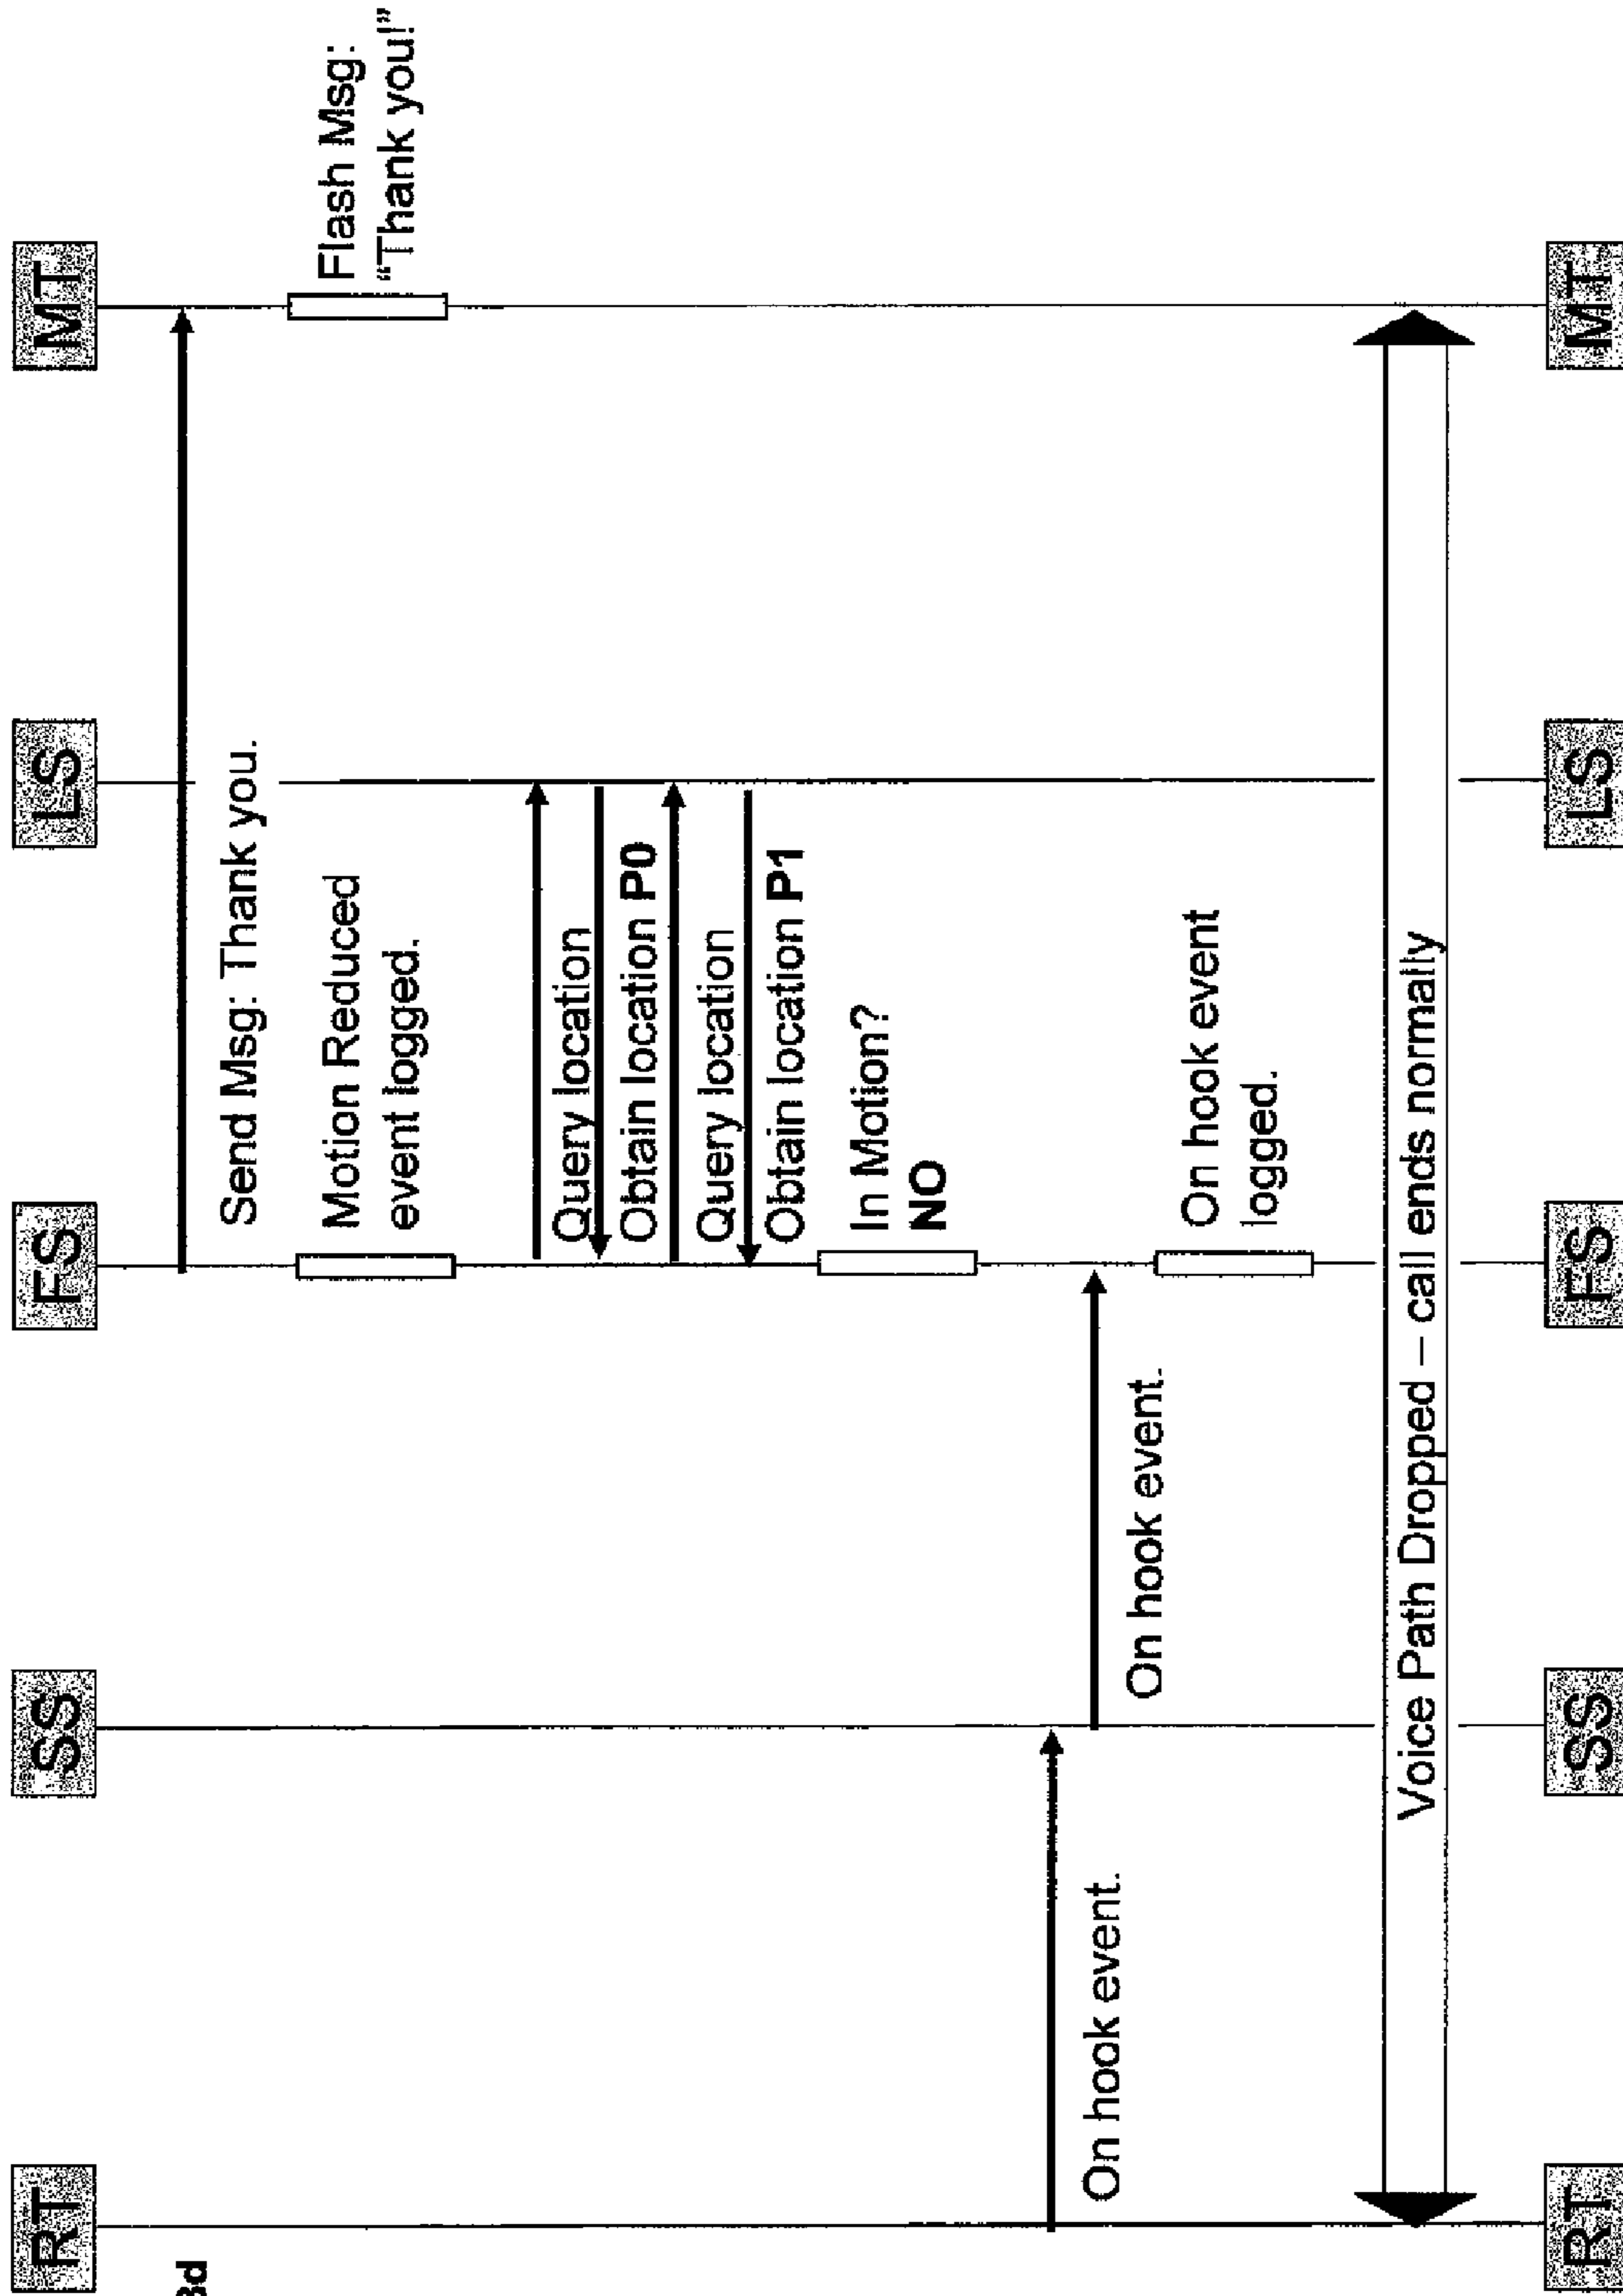 RT SS FS LS MT
Send Msg: Thank you.
Motion Reduced
event logged.
Flash Msg:
“Thank you!”
Query location
Obtain location P0
Query location
Obtain location P1
In Motion?
NO
On hook event.
On hook event.
On hook event
logged.
Voice Path Dropped – call ends normally
RT SS FS LS MT